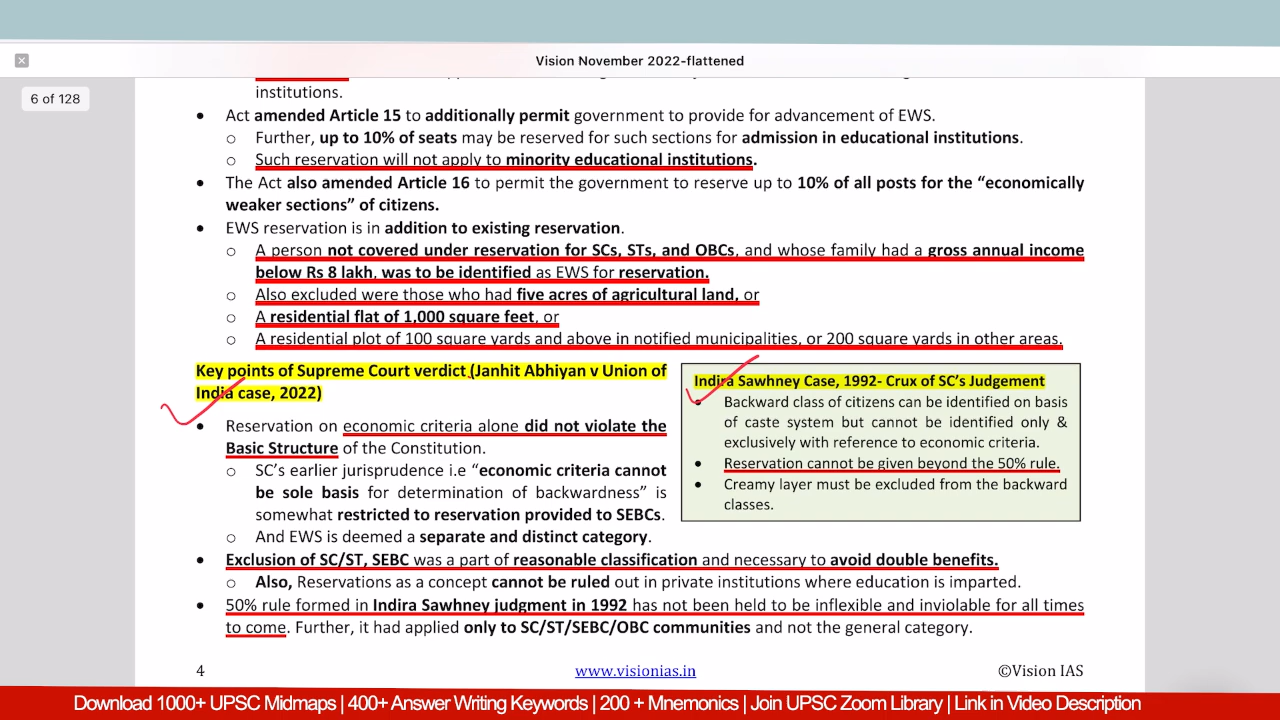 Vision November 2022-flattened
6 of 128
institutions.
• Act amended Article 15 to additionally permit government to provide for advancement of EWS.
o Further, up to 10% of seats may be reserved for such sections for admission in educational institutions.
o Such reservation will not apply to minority educational institutions.
• The Act also amended Article 16 to permit the government to reserve up to 10% of all posts for the “economically
weaker sections” of citizens.
• EWS reservation is in addition to existing reservation.
o A person not covered under reservation for SCs, STs, and OBCs, and whose family had a gross annual income
below Rs 8 lakh, was to be identified as EWS for reservation.
o Also excluded were those who had five acres of agricultural land, or
o A residential flat of 1,000 square feet, or
o A residential plot of 100 square yards and above in notified municipalities, or 200 square yards in other areas.
Key points of Supreme Court verdict (Janhit Abhiyan v Union of
India case, 2022)
• Reservation on economic criteria alone did not violate the
Basic Structure of the Constitution.
o SC’s earlier jurisprudence i.e “economic criteria cannot
be sole basis for determination of backwardness” is
somewhat restricted to reservation provided to SEBCs.
o And EWS is deemed a separate and distinct category.
Indira Sawhney Case, 1992- Crux of SC’s Judgement
• Backward class of citizens can be identified on basis
of caste system but cannot be identified only &
exclusively with reference to economic criteria.
• Reservation cannot be given beyond the 50% rule.
• Creamy layer must be excluded from the backward
classes.
• Exclusion of SC/ST, SEBC was a part of reasonable classification and necessary to avoid double benefits.
o Also, Reservations as a concept cannot be ruled out in private institutions where education is imparted.
• 50% rule formed in Indira Sawhney judgment in 1992 has not been held to be inflexible and inviolable for all times
to come. Further, it had applied only to SC/ST/SEBC/OBC communities and not the general category.
4
www.visionias.in
©Vision IAS
Download 1000+ UPSC Midmaps | 400+ Answer Writing Keywords | 200 + Mnemonics | Join UPSC Zoom Library | Link in Video Description